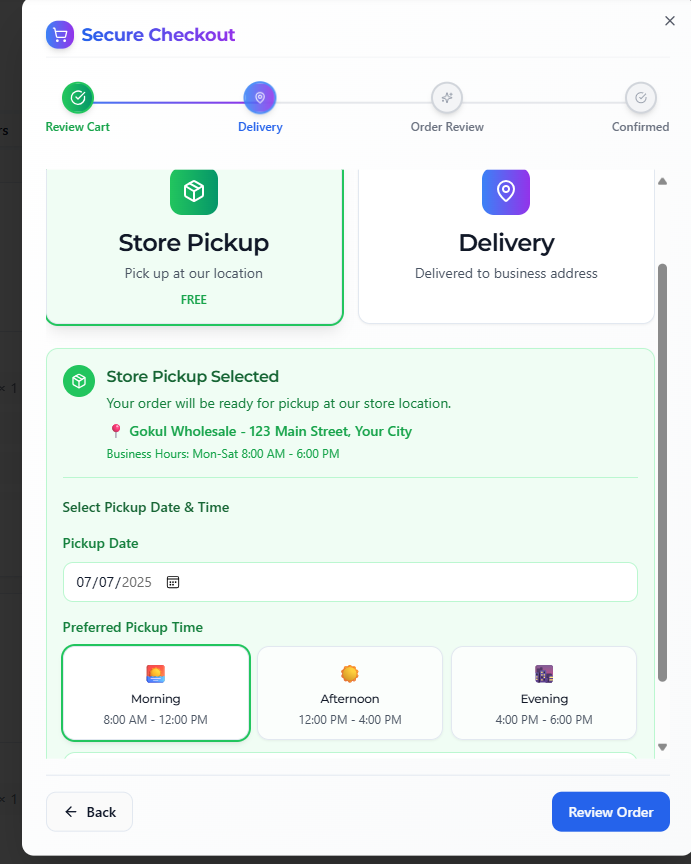 Secure Checkout
Review Cart
Delivery
Order Review
Confirmed
rs
Store Pickup
Pick up at our location
FREE
Delivery
Delivered to business address
× 1
Store Pickup Selected
Your order will be ready for pickup at our store location.
📍 Gokul Wholesale - 123 Main Street, Your City
Business Hours: Mon-Sat 8:00 AM - 6:00 PM
Select Pickup Date & Time
Pickup Date
07/07/2025
Preferred Pickup Time
Morning
8:00 AM - 12:00 PM
Afternoon
12:00 PM - 4:00 PM
Evening
4:00 PM - 6:00 PM
× 1
Back
Review Order